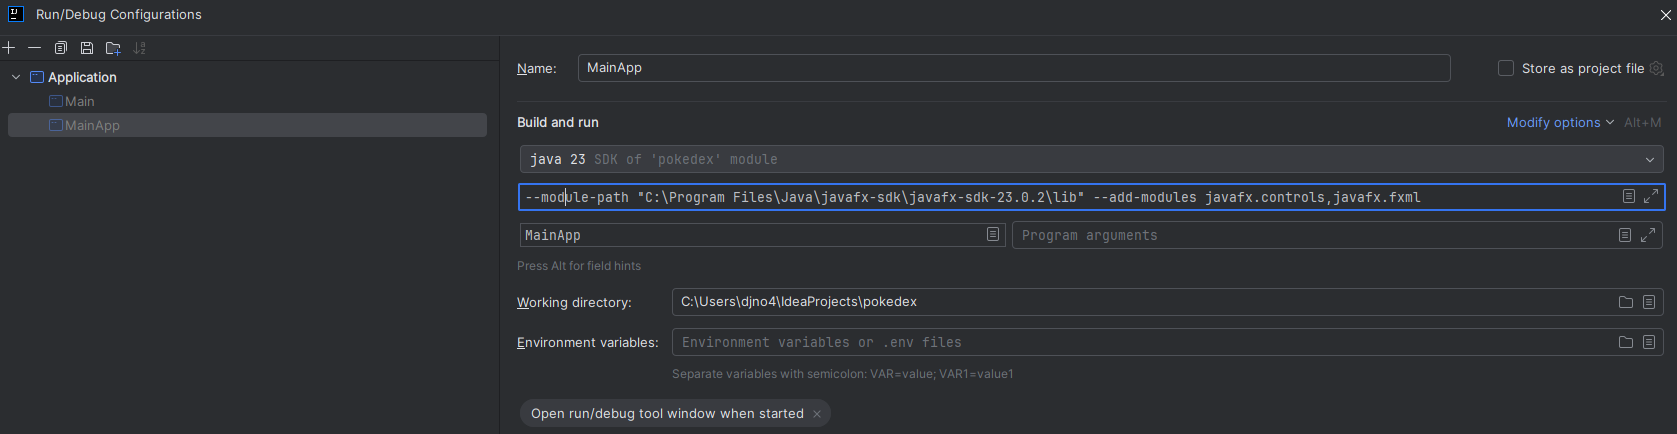 Run/Debug Configurations
Application
Main
MainApp
Name: MainApp Store as project file
Build and run Modify options Alt+M
java 23 SDK of 'pokedex' module
--module-path "C:\Program Files\Java\javafx-sdk\javafx-sdk-23.0.2\lib" --add-modules javafx.controls,javafx.fxml
MainApp Program arguments
Press Alt for field hints
Working directory: C:\Users\djno4\IdeaProjects\pokedex
Environment variables: Environment variables or .env files
Separate variables with semicolon: VAR=value; VAR1=value1
Open run/debug tool window when started